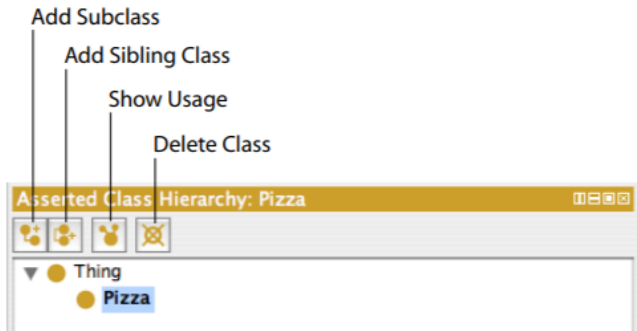 Add Subclass
Add Sibling Class
Show Usage
Delete Class
Asserted Class Hierarchy: Pizza
Thing
Pizza